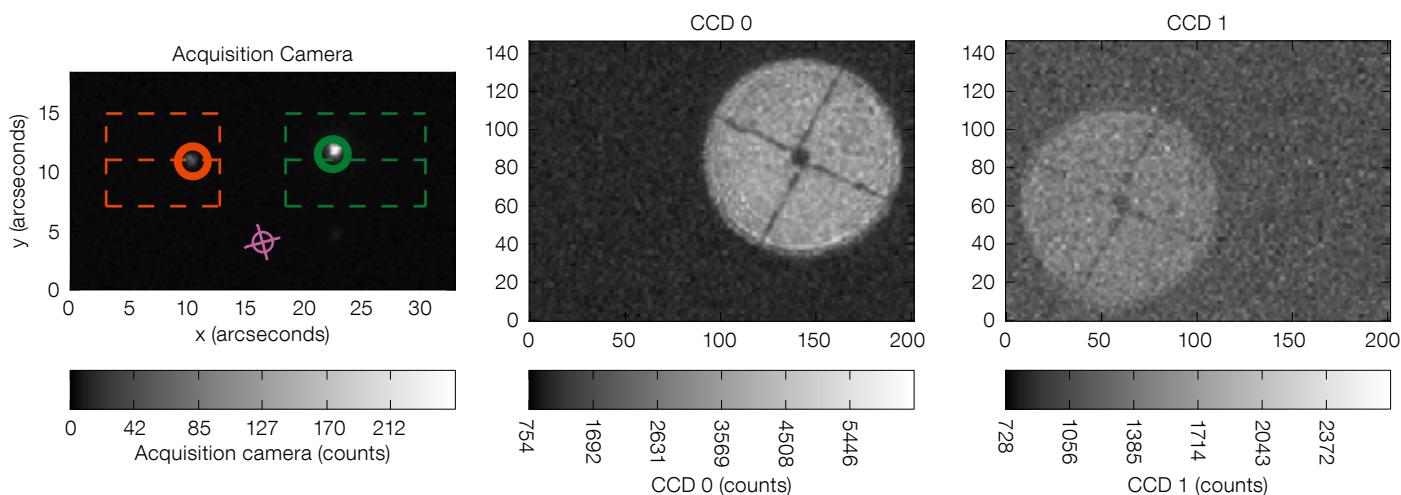 Acquisition Camera
y (arcseconds)
15
10
5
0
0 5 10 15 20 25 30
x (arcseconds)
0 42 85 127 170 212
Acquisition camera (counts)
CCD 0
140
120
100
80
60
40
20
0
0 50 100 150 200
754 1692 2631 3569 4508 5446
CCD 0 (counts)
CCD 1
140
120
100
80
60
40
20
0
0 50 100 150 200
728 1056 1385 1714 2043 2372
CCD 1 (counts)